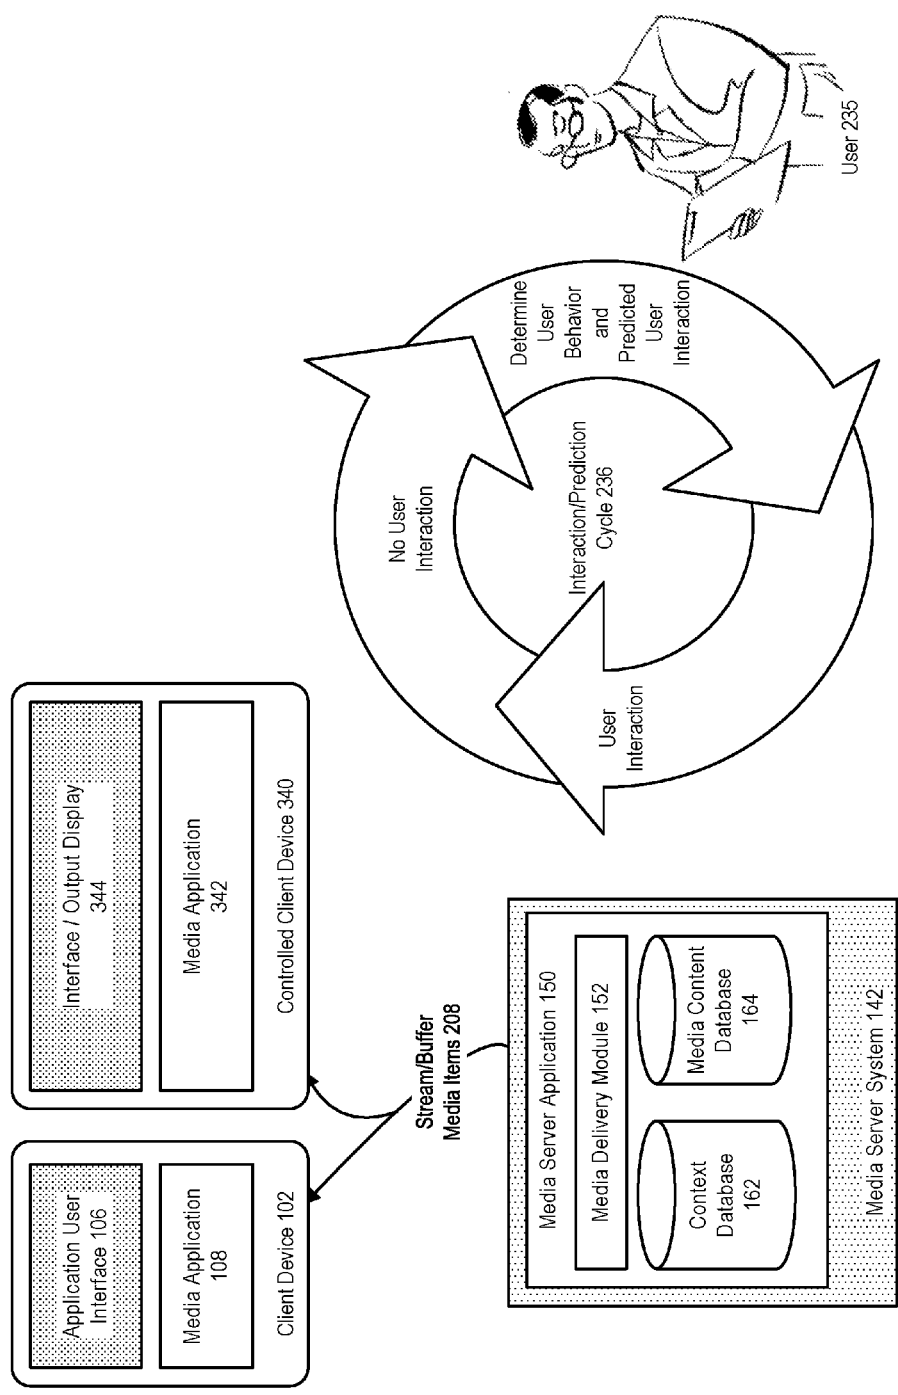 Application User
Interface 106
Media Application
108
Client Device 102
Interface / Output Display
344
Media Application
342
Controlled Client Device 340
Stream/Buffer
Media Items 208
Media Server Application 150
Media Delivery Module 152
Context
Database
162
Media Content
Database
164
Media Server System 142
No User
Interaction
Determine
User
Behavior
and
Predicted
User
Interaction
Interaction/Prediction
Cycle 236
User
Interaction
User 235